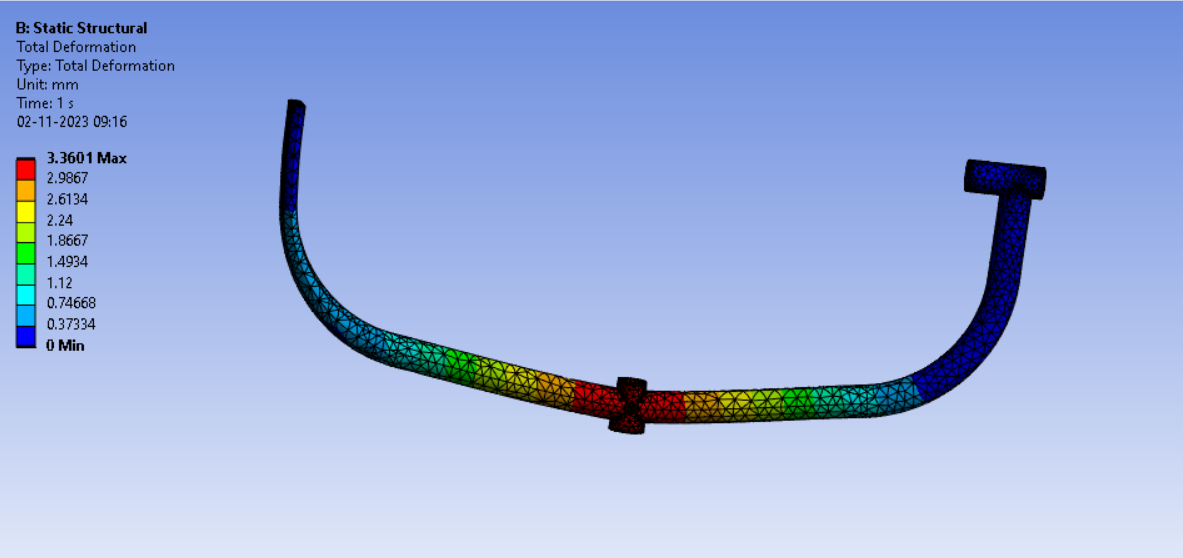 B: Static Structural
Total Deformation
Type: Total Deformation
Unit: mm
Time: 1 s
02-11-2023 09:16
3.3601 Max
2.9867
2.6134
2.24
1.8667
1.4934
1.12
0.74668
0.37334
0 Min